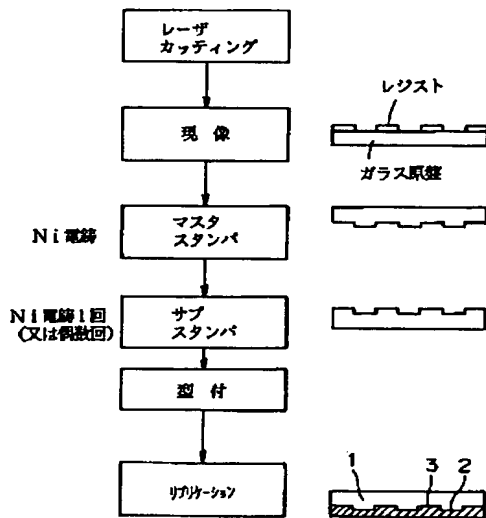 レーザ
カッティング
現像
レジスト
ガラス原盤
Ni電鋳
マスタ
スタンパ
Ni電鋳1回
(又は偶数回)
サブ
スタンパ
型付
リプリケーション
1
3
2